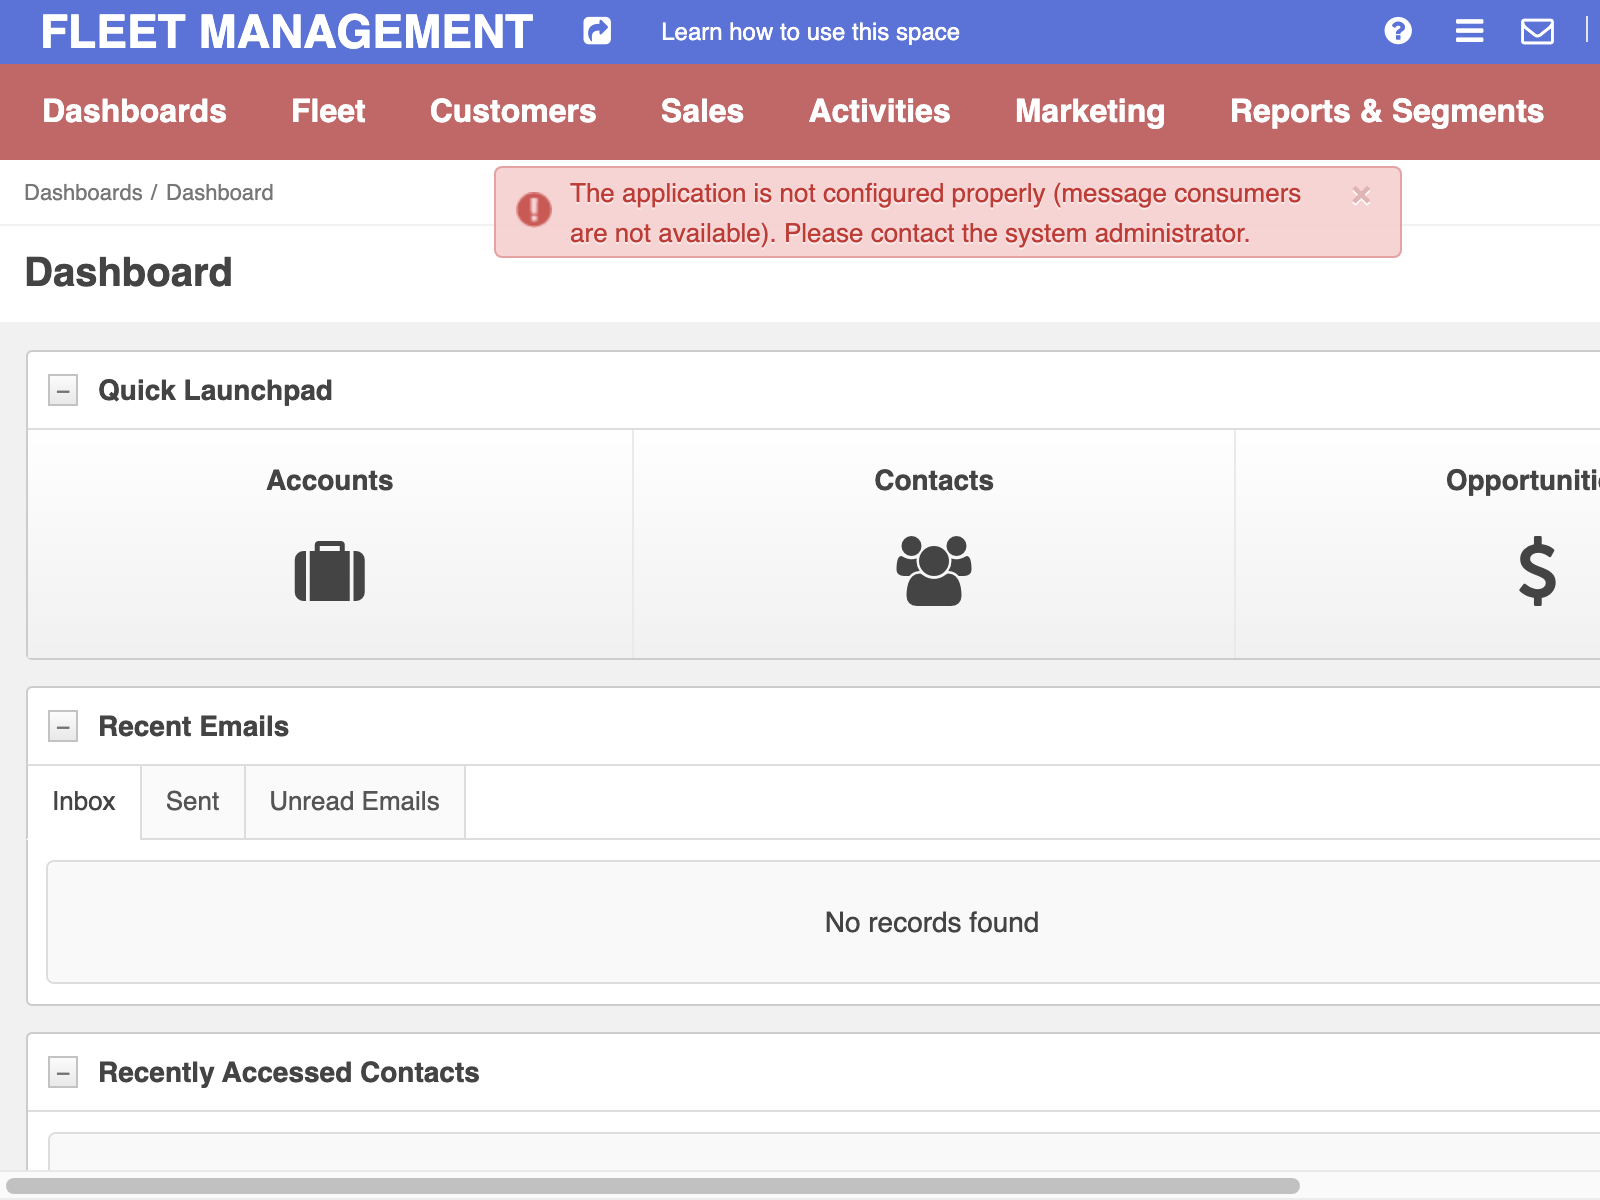 FLEET MANAGEMENT
Learn how to use this space
Dashboards Fleet Customers Sales Activities Marketing Reports & Segments
Dashboards / Dashboard
The application is not configured properly (message consumers
are not available). Please contact the system administrator.
Dashboard
Quick Launchpad
Accounts
Contacts
Opportuniti
Recent Emails
Inbox
Sent
Unread Emails
No records found
Recently Accessed Contacts